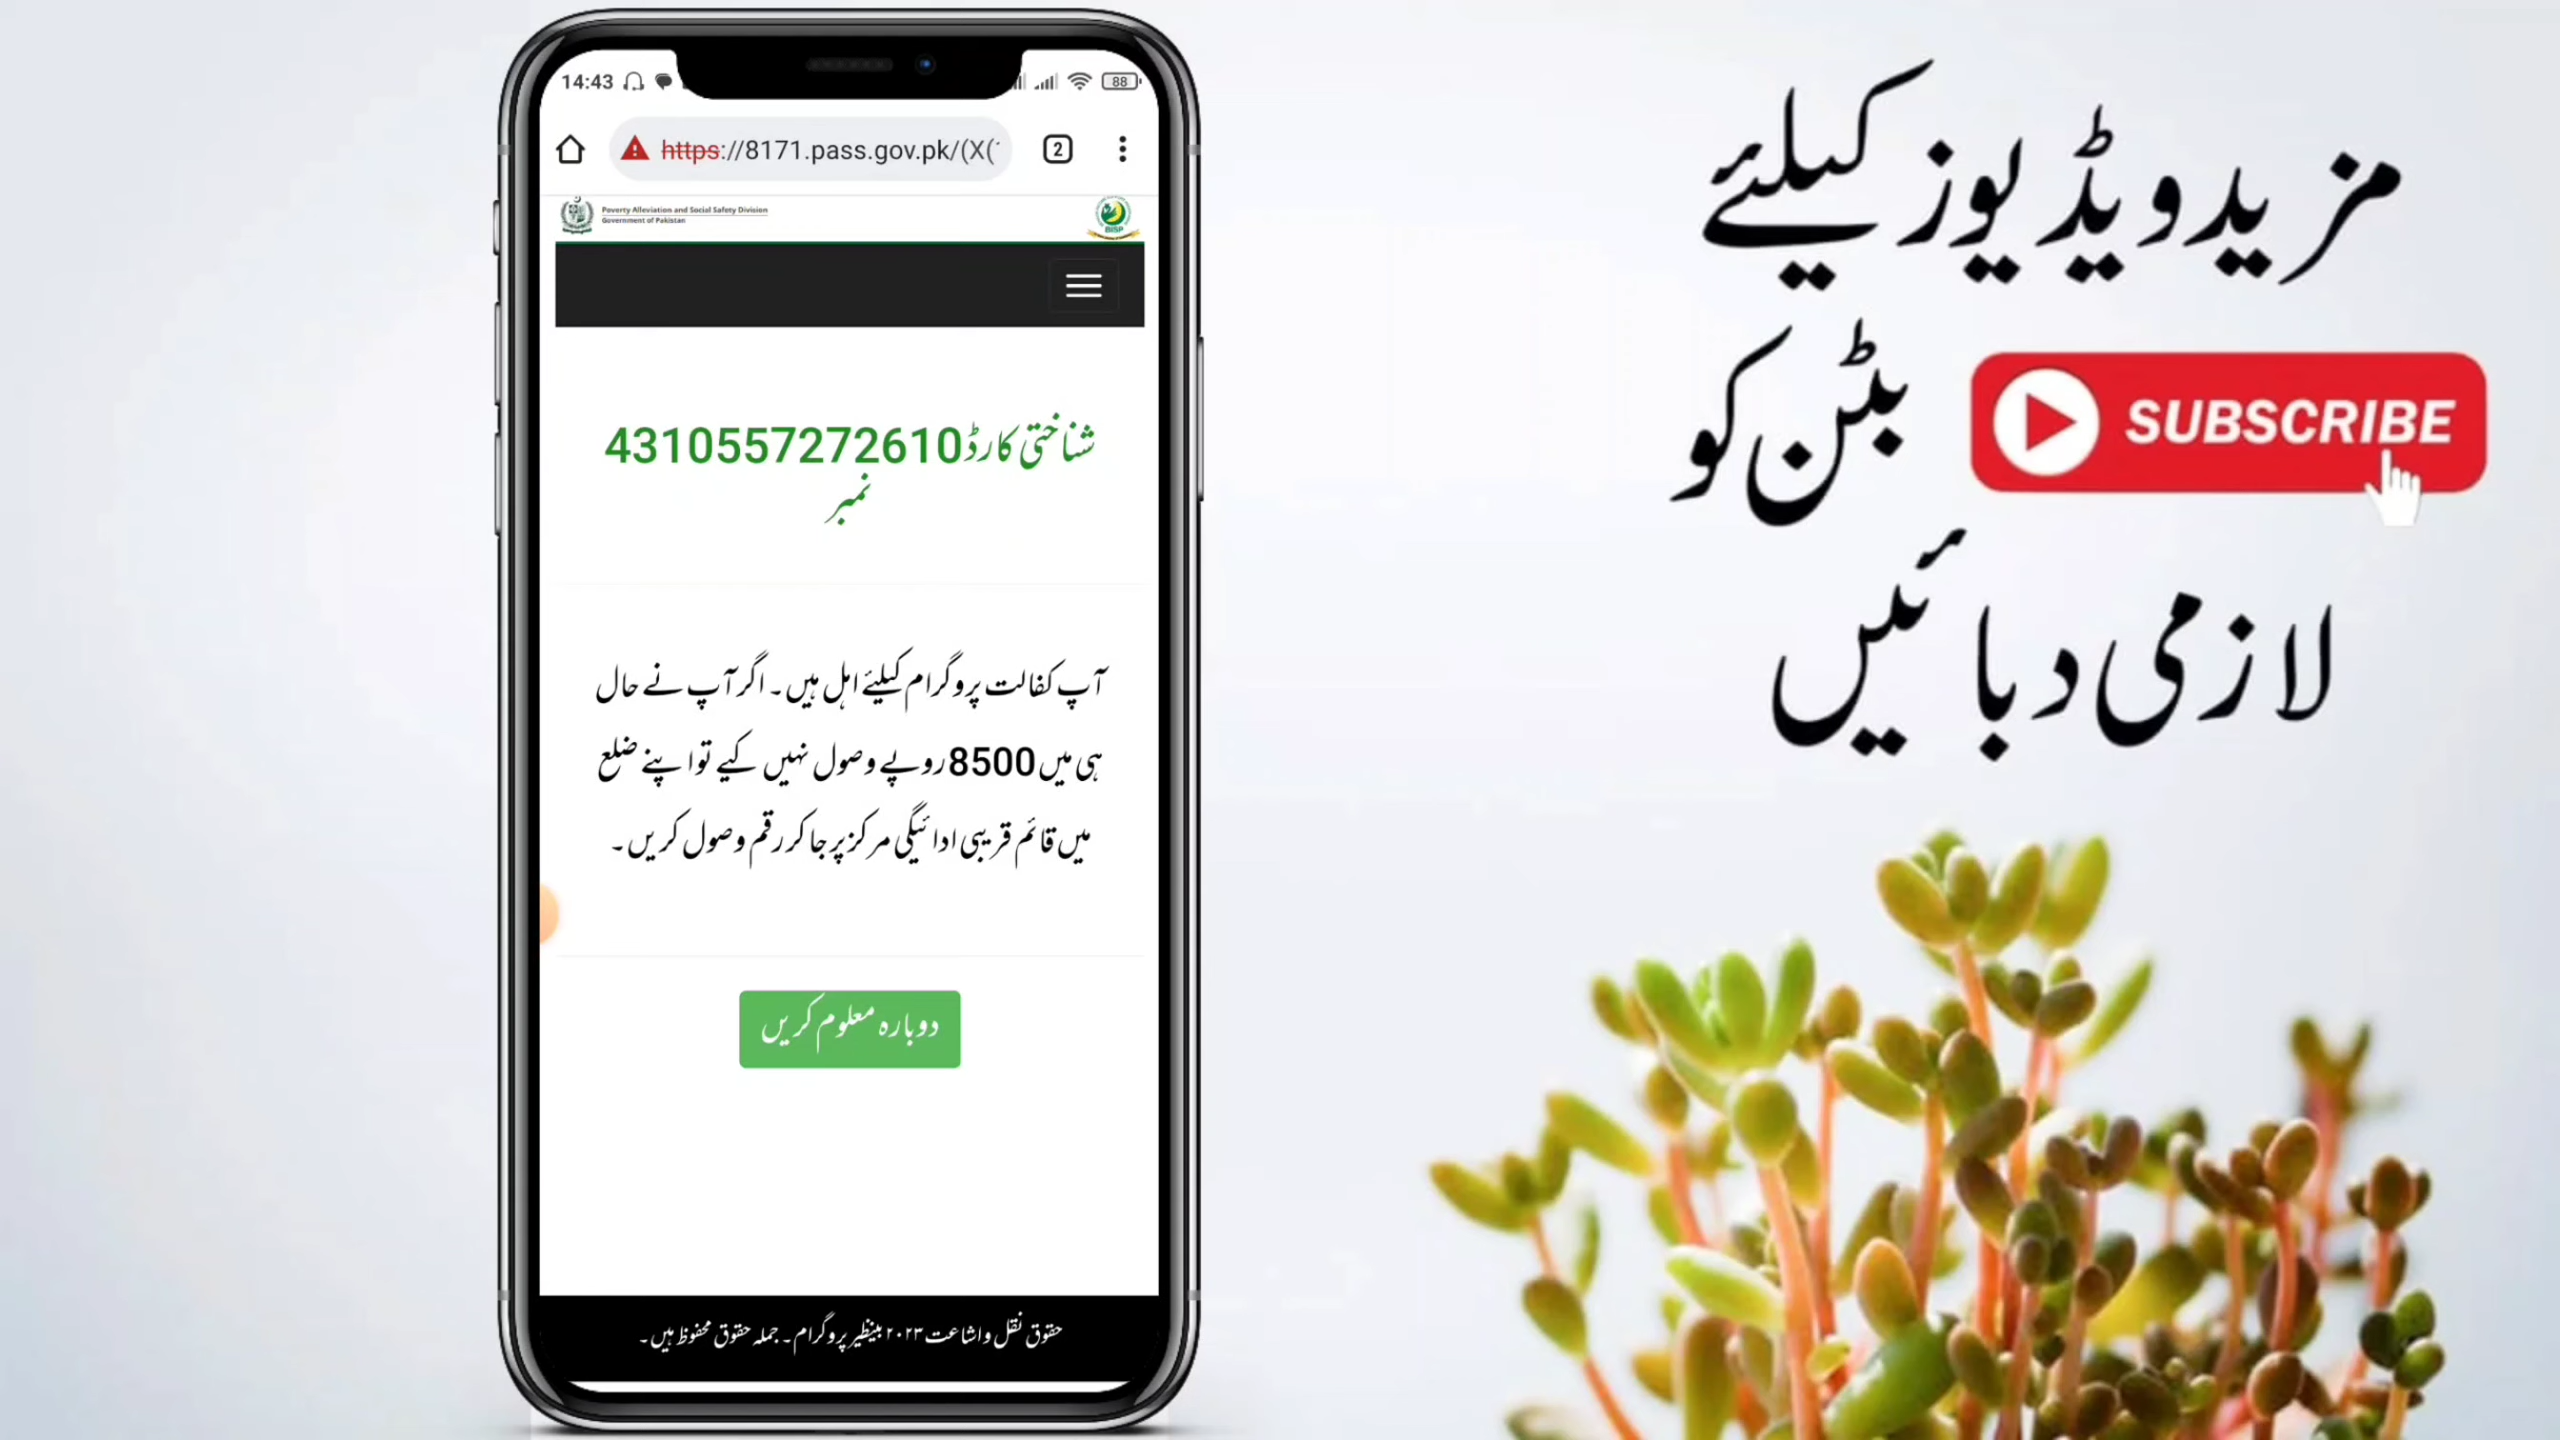 14:43
88
https://8171.pass.gov.pk/(X(1
2
Poverty Alleviation and Social Safety Division
Government of Pakistan
BISP
شناختی کارڈ4310557272610
نمبر
آپ کفالت پروگرام کیلئے اہل ہیں۔ اگر آپ نے حال
ہی میں 8500 روپے وصول نہیں کیے تو اپنے ضلع
میں قائم قریبی ادائیگی مرکز پر جا کر رقم وصول کریں۔
دوبارہ معلوم کریں
حقوق نقل و اشاعت ۲۰۲۳ بینظیر پروگرام۔ جملہ حقوق محفوظ ہیں۔
مزید ویڈیوز کیلئے
SUBSCRIBE بٹن کو
لازمی دبائیں